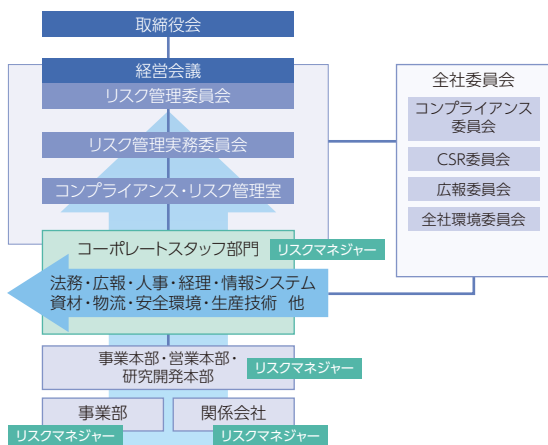 取締役会
経営会議
リスク管理委員会
リスク管理実務委員会
コンプライアンス・リスク管理室
全社委員会
コンプライアンス
委員会
CSR委員会
広報委員会
全社環境委員会
コーポレートスタッフ部門
リスクマネジャー
法務・広報・人事・経理・情報システム
資材・物流・安全環境・生産技術 他
事業本部・営業本部・
研究開発本部
リスクマネジャー
事業部
関係会社
リスクマネジャー
リスクマネジャー